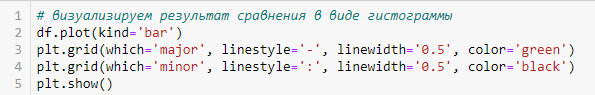 1 # визуализируем результат сравнения в виде гистограммы
2 df.plot(kind='bar')
3 plt.grid(which='major', linestyle='-', linewidth='0.5', color='green')
4 plt.grid(which='minor', linestyle=':', linewidth='0.5', color='black')
5 plt.show()